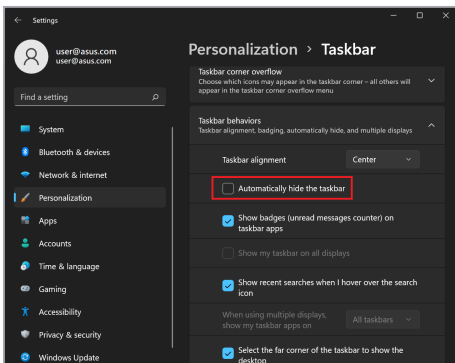 Settings
user@asus.com
user@asus.com
Find a setting
System
Bluetooth & devices
Network & internet
Personalization
Apps
Accounts
Time & language
Gaming
Accessibility
Privacy & security
Windows Update
Personalization > Taskbar
Taskbar corner overflow
Choose which icons may appear in the taskbar corner – all others will
appear in the taskbar corner overflow menu
Taskbar behaviors
Taskbar alignment, badging, automatically hide, and multiple displays
Taskbar alignment
Center
Automatically hide the taskbar
Show badges (unread messages counter) on
taskbar apps
Show my taskbar on all displays
Show recent searches when I hover over the search
icon
When using multiple displays,
show my taskbar apps on
All taskbars
Select the far corner of the taskbar to show the
desktop